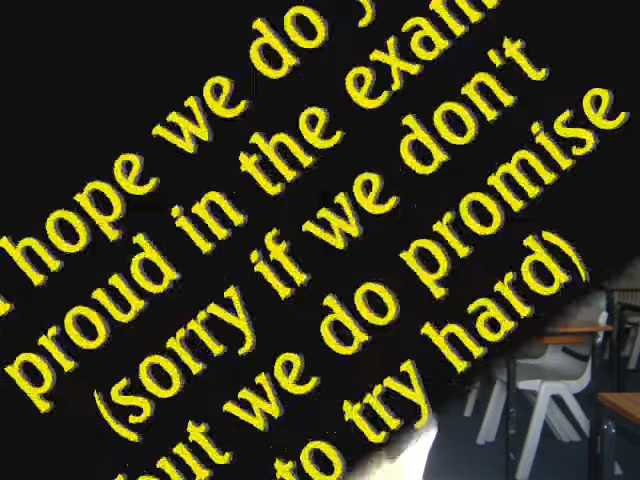 hope we do
proud in the exam
(sorry if we don't
but we do promise
to try hard)